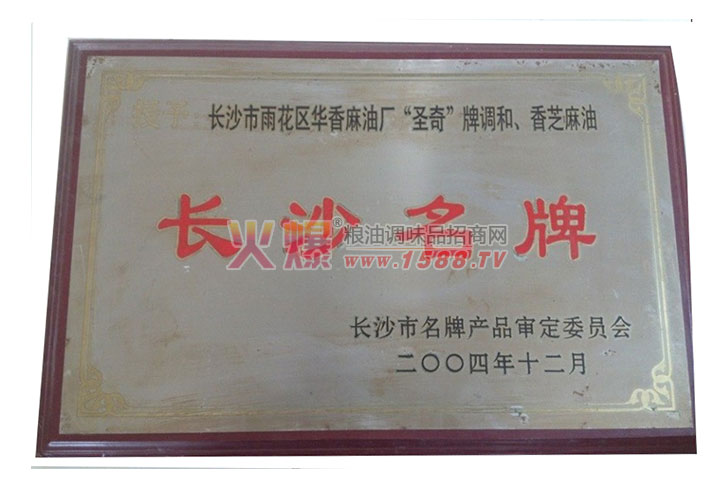 授予:
长沙市雨花区华香麻油厂“圣奇”牌调和、香芝麻油
长沙名牌
火爆®粮油调味品招商网
www.1588.TV
长沙市名牌产品审定委员会
二〇〇四年十二月